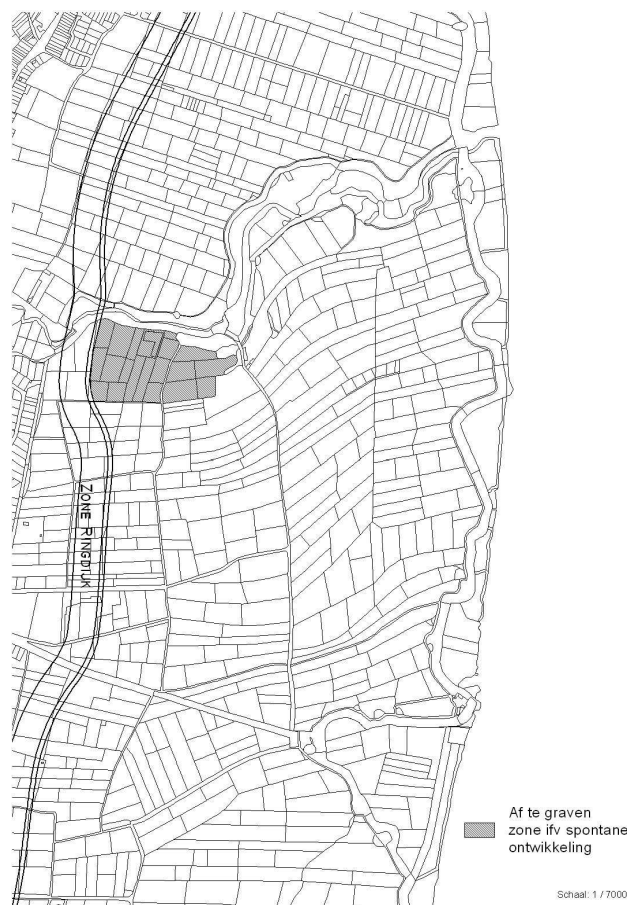 ZONE RINGDIJK
Af te graven
zone ifv spontane
ontwikkeling
Schaal: 1 / 7000